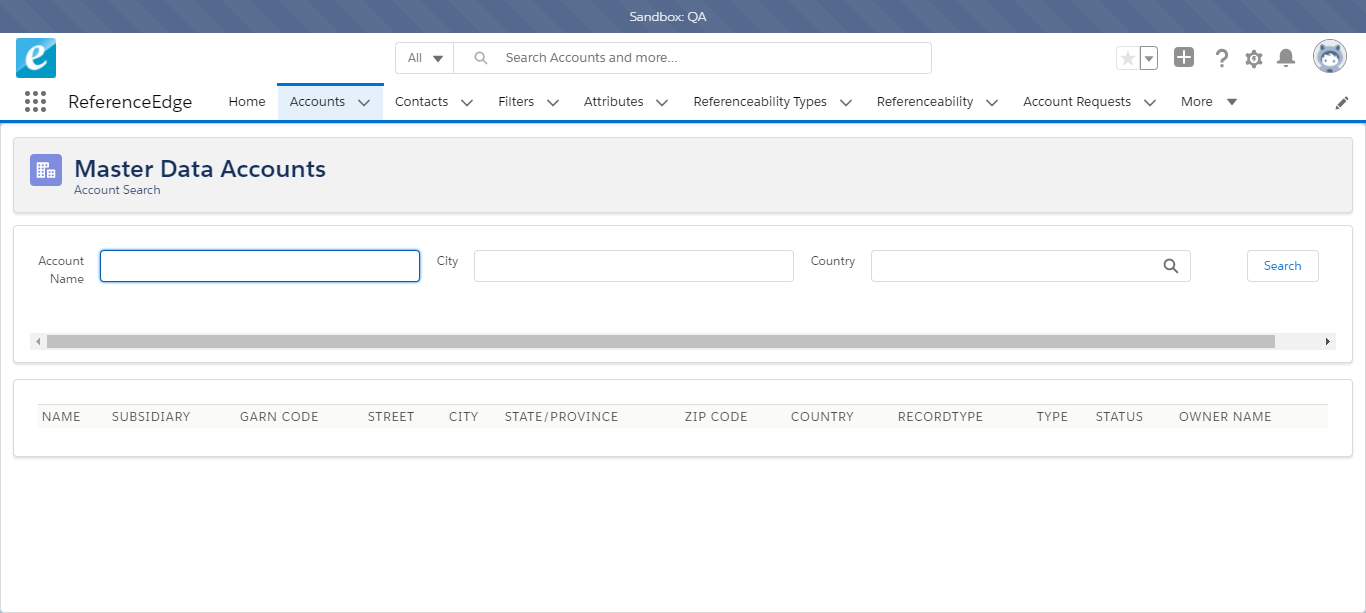 Sandbox: QA
e
All Search Accounts and more...
ReferenceEdge Home Accounts Contacts Filters Attributes Referenceability Types Referenceability Account Requests More
Master Data Accounts
Account Search
Account Name City Country Search
NAME SUBSIDIARY GARN CODE STREET CITY STATE/PROVINCE ZIP CODE COUNTRY RECORDTYPE TYPE STATUS OWNER NAME